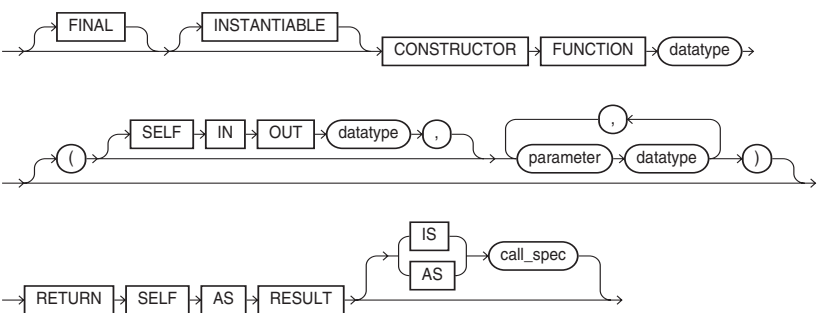 FINAL INSTANTIABLE
CONSTRUCTOR FUNCTION datatype
,
( SELF IN OUT datatype ,
parameter datatype )
IS
call_spec
AS
RETURN SELF AS RESULT